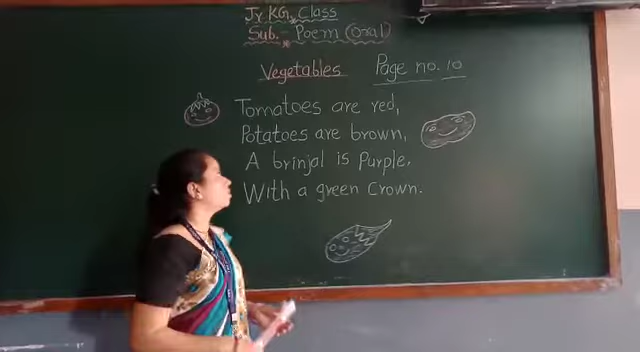 Jr KG. Class
Sub.- Poem (Oral)
Vegetables Page no. 10
Tomatoes are red,
Potatoes are brown,
A brinjal is Purple,
With a green Crown.